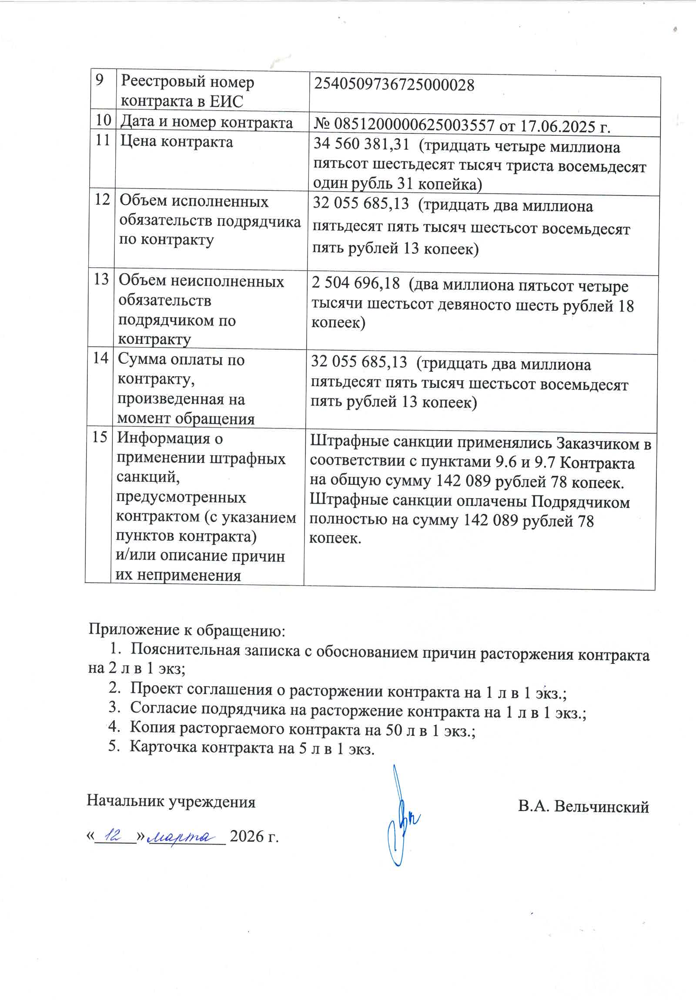 9 Реестровый номер контракта в ЕИС 2540509736725000028
10 Дата и номер контракта № 0851200000625003557 от 17.06.2025 г.
11 Цена контракта 34 560 381,31 (тридцать четыре миллиона
пятьсот шестьдесят тысяч триста восемьдесят
один рубль 31 копейка)
12 Объем исполненных
обязательств подрядчика
по контракту
32 055 685,13 (тридцать два миллиона
пятьдесят пять тысяч шестьсот восемьдесят
пять рублей 13 копеек)
13 Объем неисполненных
обязательств
подрядчиком по
контракту
2 504 696,18 (два миллиона пятьсот четыре
тысячи шестьсот девяносто шесть рублей 18
копеек)
14 Сумма оплаты по
контракту,
произведенная на
момент обращения
32 055 685,13 (тридцать два миллиона
пятьдесят пять тысяч шестьсот восемьдесят
пять рублей 13 копеек)
15 Информация о
применении штрафных
санкций,
предусмотренных
контрактом (с указанием
пунктов контракта)
и/или описание причин
их неприменения
Штрафные санкции применялись Заказчиком в
соответствии с пунктами 9.6 и 9.7 Контракта
на общую сумму 142 089 рублей 78 копеек.
Штрафные санкции оплачены Подрядчиком
полностью на сумму 142 089 рублей 78
копеек.
Приложение к обращению:
1. Пояснительная записка с обоснованием причин расторжения контракта
на 2 л в 1 экз;
2. Проект соглашения о расторжении контракта на 1 л в 1 экз.;
3. Согласие подрядчика на расторжение контракта на 1 л в 1 экз.;
4. Копия расторгаемого контракта на 50 л в 1 экз.;
5. Карточка контракта на 5 л в 1 экз.
Начальник учреждения В.А. Вельчинский
«12» марта 2026 г.